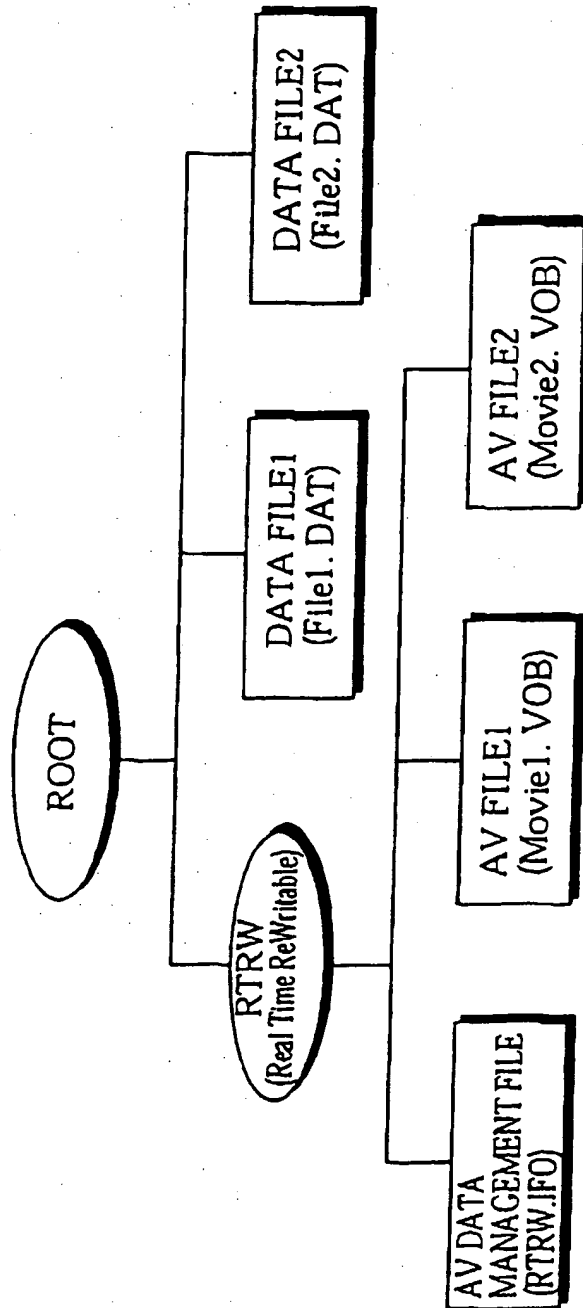 ROOT
RTRW
(Real Time ReWritable)
DATA FILE1
(File1. DAT)
DATA FILE2
(File2. DAT)
AV DATA
MANAGEMENT FILE
(RTRW.IFO)
AV FILE1
(Movie1. VOB)
AV FILE2
(Movie2. VOB)